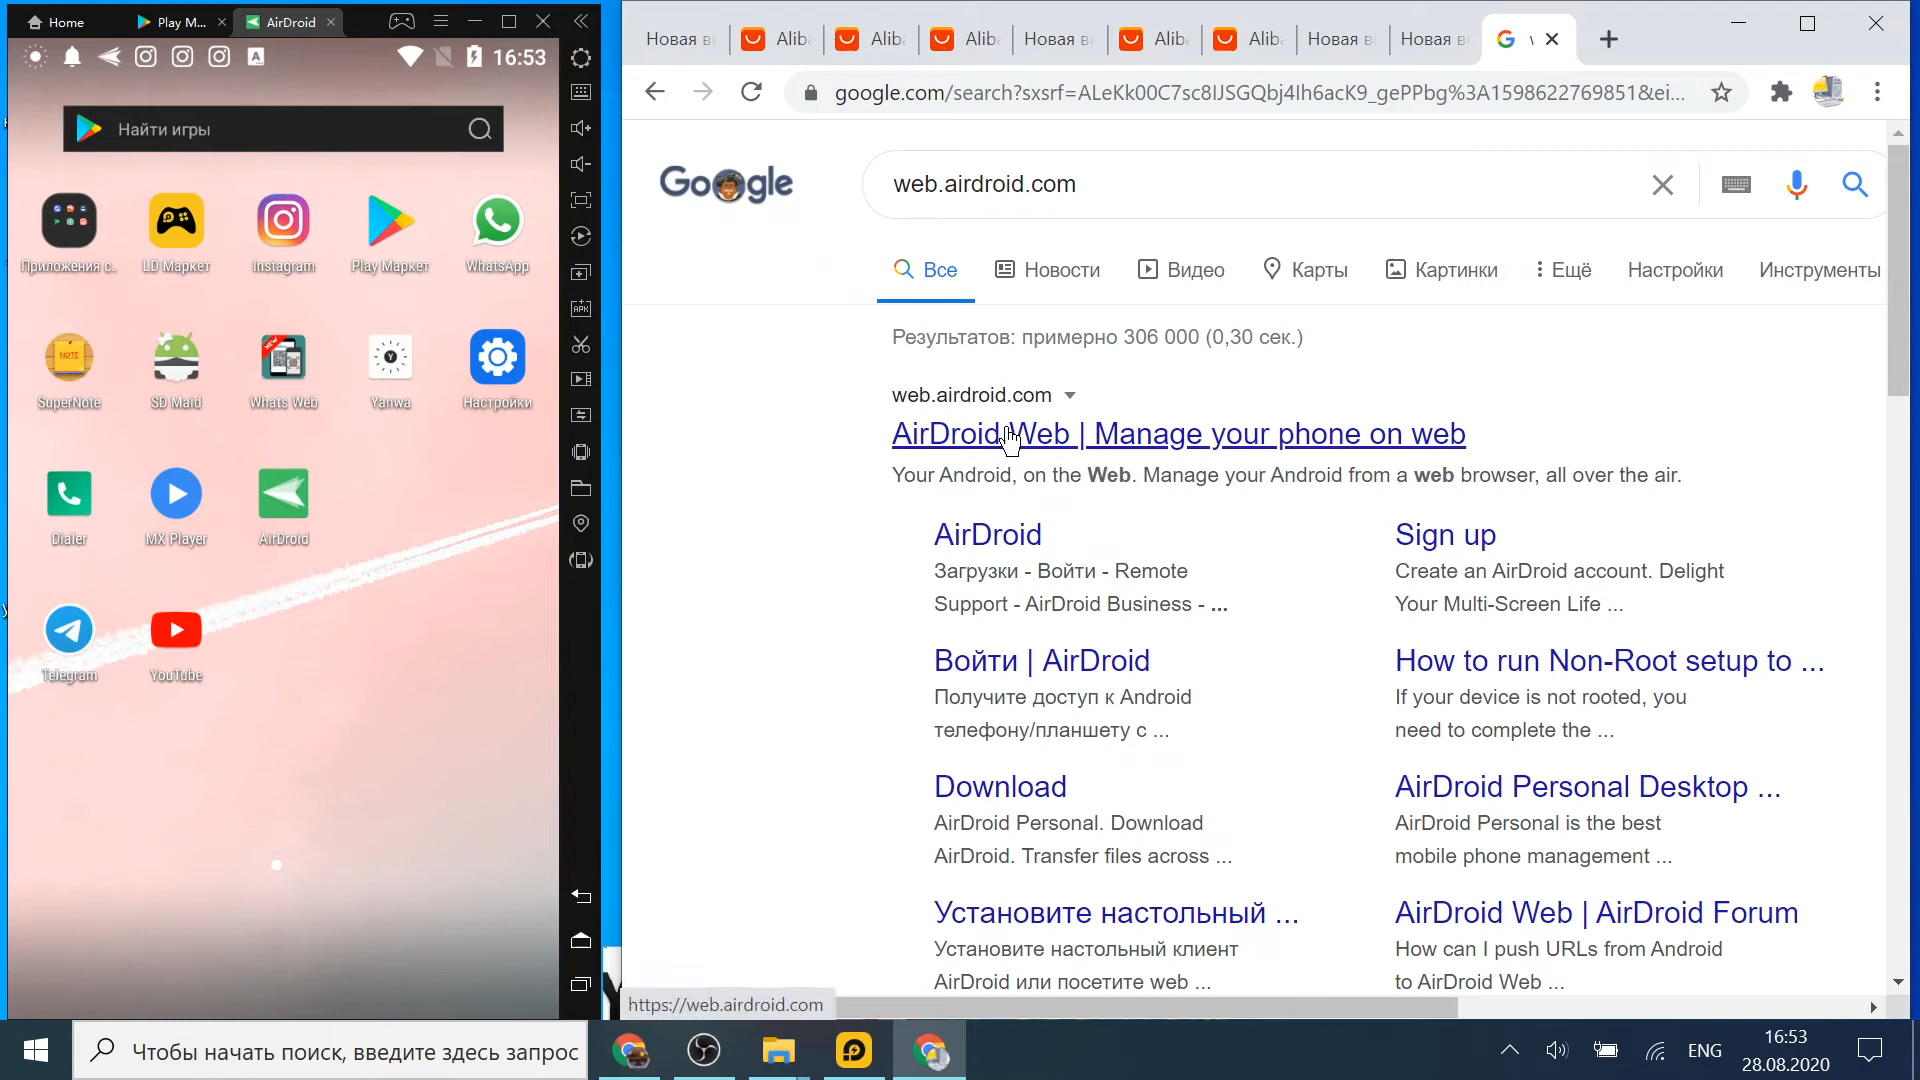 Home
Play M...
AirDroid
16:53
Найти игры
Приложения с..
LD Маркет
Instagram
Play Маркет
WhatsApp
NOTE
NEW
Y
SuperNote
SD Maid
Whats Web
Yanwa
Настройки
Dialer
MX Player
AirDroid
Telegram
YouTube
APK
Новая в
Alib
Alib
Alib
Новая в
Alib
Alib
Новая в
Новая в
google.com/search?sxsrf=ALeKk00C7sc8IJSGQbj4Ih6acK9_gePPbg%3A1598622769851&ei...
Google
web.airdroid.com
Все
Новости
Видео
Карты
Картинки
Ещё
Настройки
Инструменты
Результатов: примерно 306 000 (0,30 сек.)
web.airdroid.com
AirDroid Web | Manage your phone on web
Your Android, on the Web. Manage your Android from a web browser, all over the air.
AirDroid
Загрузки - Войти - Remote
Support - AirDroid Business - ...
Sign up
Create an AirDroid account. Delight
Your Multi-Screen Life ...
Войти | AirDroid
Получите доступ к Android
телефону/планшету с ...
How to run Non-Root setup to ...
If your device is not rooted, you
need to complete the ...
Download
AirDroid Personal. Download
AirDroid. Transfer files across ...
AirDroid Personal Desktop ...
AirDroid Personal is the best
mobile phone management ...
Установите настольный ...
Установите настольный клиент
AirDroid или посетите web ...
AirDroid Web | AirDroid Forum
How can I push URLs from Android
to AirDroid Web ...
https://web.airdroid.com
Чтобы начать поиск, введите здесь запрос
ENG
16:53
28.08.2020